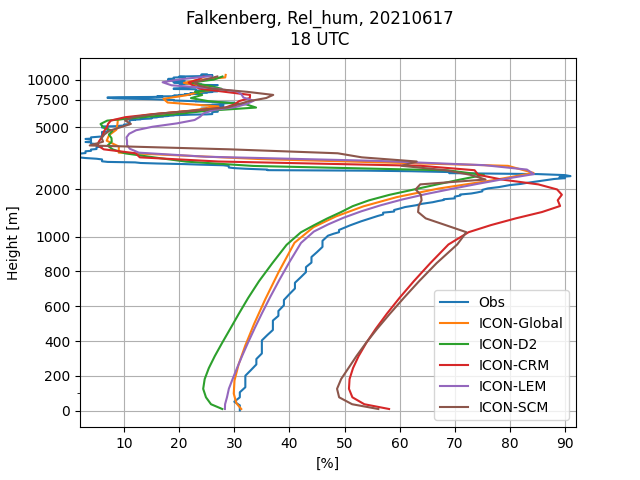 Falkenberg, Rel_hum, 20210617
18 UTC
Height [m]
10000
7500
5000
2000
1000
800
600
400
200
0
10 20 30 40 50 60 70 80 90
[%]
Obs
ICON-Global
ICON-D2
ICON-CRM
ICON-LEM
ICON-SCM